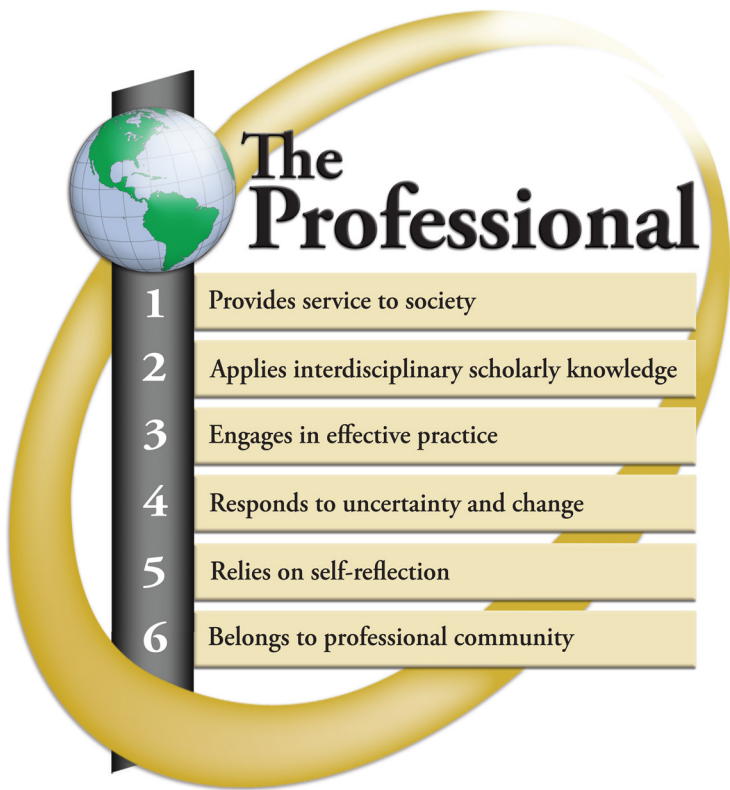 The
Professional
1 Provides service to society
2 Applies interdisciplinary scholarly knowledge
3 Engages in effective practice
4 Responds to uncertainty and change
5 Relies on self-reflection
6 Belongs to professional community